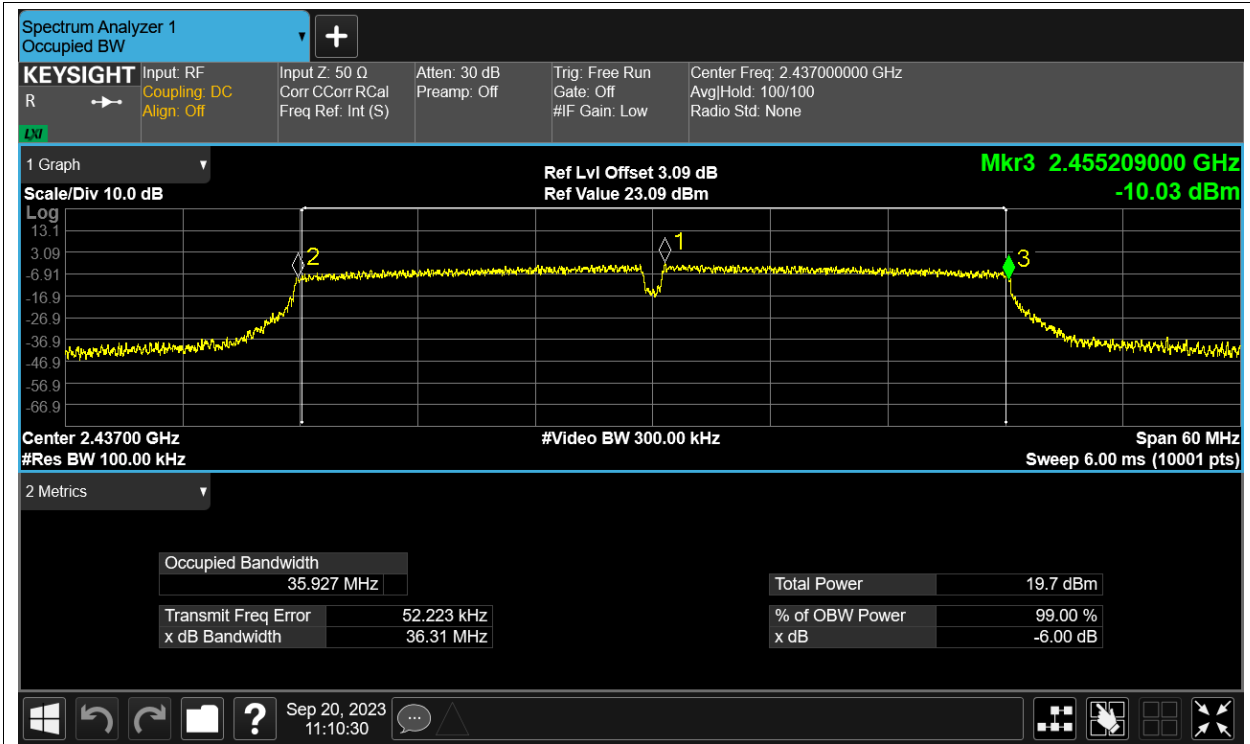 Spectrum Analyzer 1
Occupied BW
+
KEYSIGHT
R
LXI
Input: RF
Coupling: DC
Align: Off
Input Z: 50 Ω
Corr CCorr RCal
Freq Ref: Int (S)
Atten: 30 dB
Preamp: Off
Trig: Free Run
Gate: Off
#IF Gain: Low
Center Freq: 2.437000000 GHz
Avg|Hold: 100/100
Radio Std: None
1 Graph
Scale/Div 10.0 dB
Ref Lvl Offset 3.09 dB
Ref Value 23.09 dBm
Mkr3 2.455209000 GHz
-10.03 dBm
Log
13.1
3.09
-6.91
-16.9
-26.9
-36.9
-46.9
-56.9
-66.9
2
1
3
Center 2.43700 GHz
#Video BW 300.00 kHz
Span 60 MHz
#Res BW 100.00 kHz
Sweep 6.00 ms (10001 pts)
2 Metrics
Occupied Bandwidth
35.927 MHz
Transmit Freq Error 52.223 kHz
x dB Bandwidth 36.31 MHz
Total Power 19.7 dBm
% of OBW Power 99.00 %
x dB -6.00 dB
?
Sep 20, 2023
11:10:30